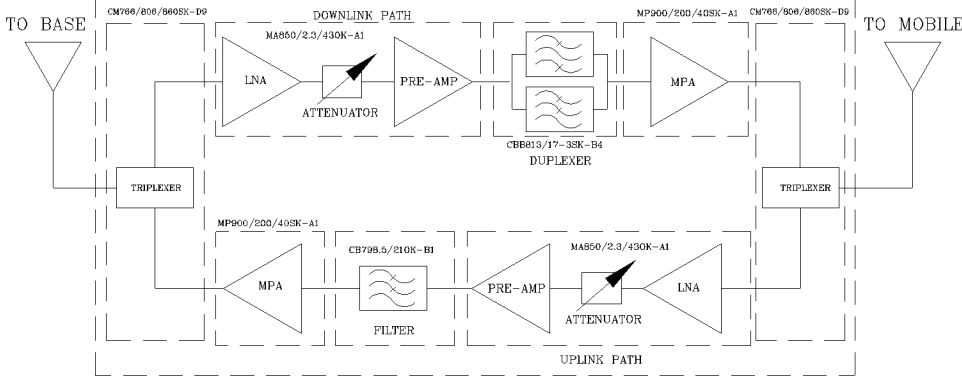 CM766/806/860SK-D9
DOWNLINK PATH
MP900/200/40SK-A1
CM766/806/860SK-D9
TO BASE
TO MOBILE
MA850/2.3/430K-A1
LNA
ATTENUATOR
PRE-AMP
MPA
CBB813/17-3SK-B4
DUPLEXER
TRIPLEXER
TRIPLEXER
MP900/200/40SK-A1
CB798.5/210K-B1
MA850/2.3/430K-A1
MPA
FILTER
PRE-AMP
ATTENUATOR
LNA
UPLINK PATH